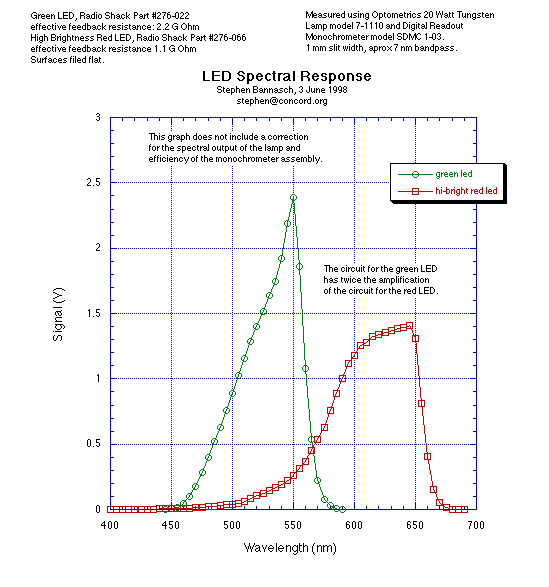 Green LED, Radio Shack Part #276-022
effective feedback resistance: 2.2 G Ohm
High Brightness Red LED, Radio Shack Part #276-066
effective feedback resistance 1.1 G Ohm
Surfaces filed flat.
Measured using Optometrics 20 Watt Tungsten
Lamp model 7-1110 and Digital Readout
Monochrometer model SDMC 1-03.
1 mm slit width, aprox 7 nm bandpass.
LED Spectral Response
Stephen Bannasch, 3 June 1998
stephen@concord.org
3
2.5
2
1.5
1
0.5
0
Signal (V)
This graph does not include a correction
for the spectral output of the lamp and
efficiency of the monochrometer assembly.
green led
hi-bright red led
The circuit for the green LED
has twice the amplification
of the circuit for the red LED.
400 450 500 550 600 650 700
Wavelength (nm)